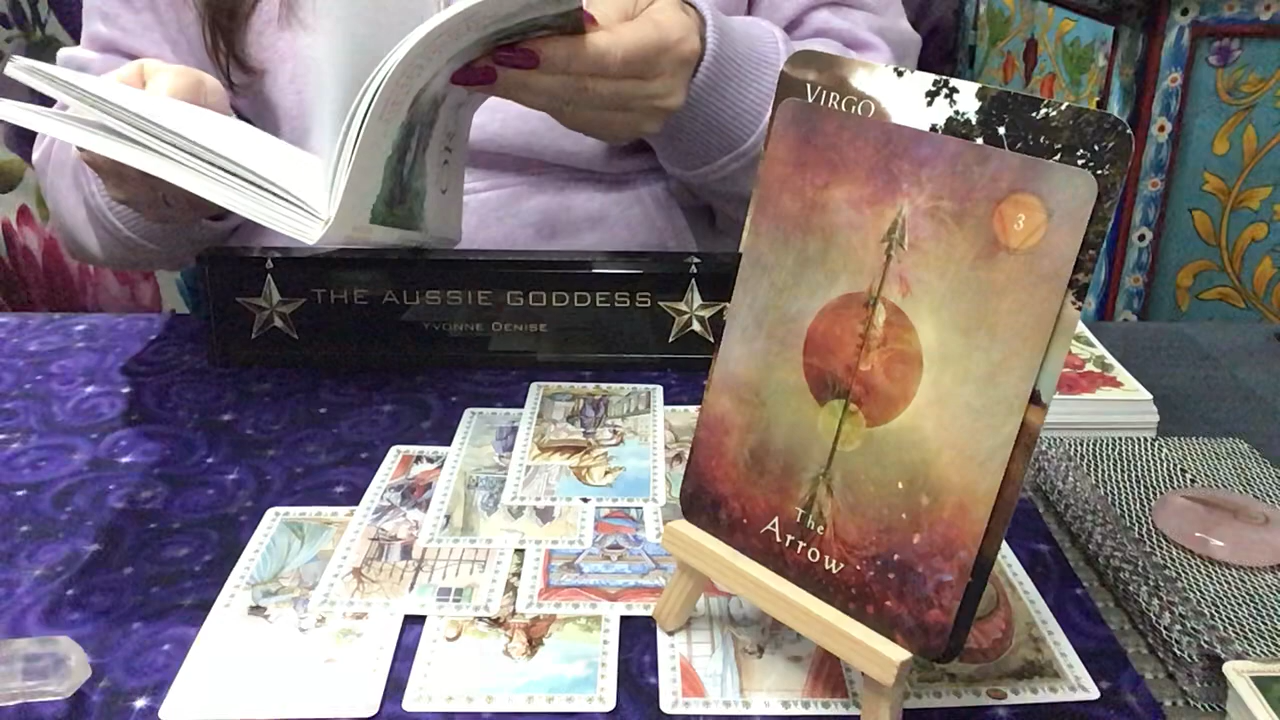 VIRGO
3
THE AUSSIE GODDESS
YVONNE DENISE
The
Arrow